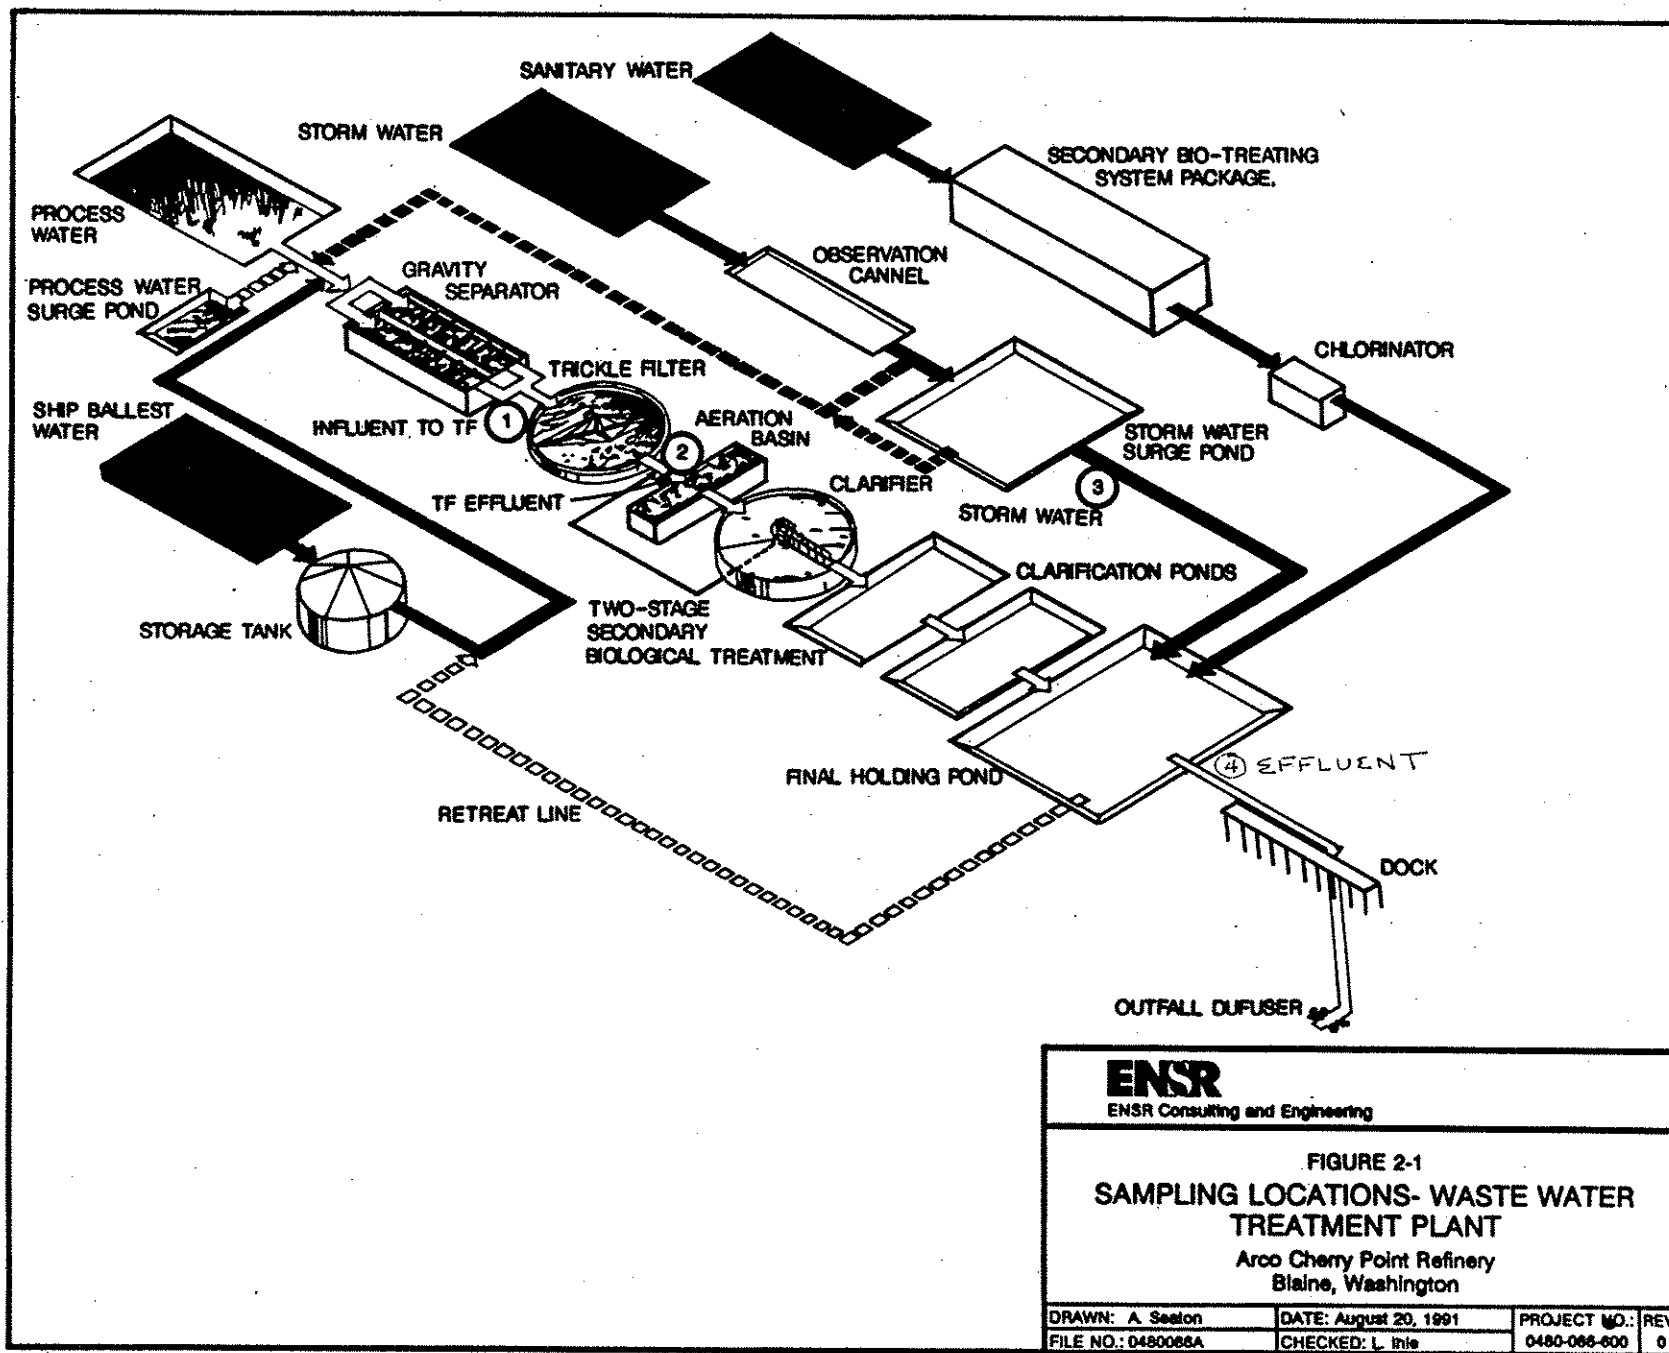 SANITARY WATER
STORM WATER
SECONDARY BIO-TREATING
SYSTEM PACKAGE.
PROCESS
WATER
OBSERVATION
CANNEL
GRAVITY
SEPARATOR
PROCESS WATER
SURGE POND
CHLORINATOR
TRICKLE FILTER
SHIP BALLEST
WATER
INFLUENT TO TF
1
AERATION
BASIN
2
STORM WATER
SURGE POND
CLARIFIER
3
TF EFFLUENT
STORM WATER
CLARIFICATION PONDS
TWO-STAGE
SECONDARY
BIOLOGICAL TREATMENT
STORAGE TANK
FINAL HOLDING POND
4 EFFLUENT
RETREAT LINE
DOCK
OUTFALL DUFUSER
ENSR
ENSR Consulting and Engineering
FIGURE 2-1
SAMPLING LOCATIONS- WASTE WATER
TREATMENT PLANT
Arco Cherry Point Refinery
Blaine, Washington
DRAWN: A. Seaton DATE: August 20, 1991 PROJECT NO.: REV
FILE NO.: 0480066A CHECKED: L. Ihle 0480-066-600 0